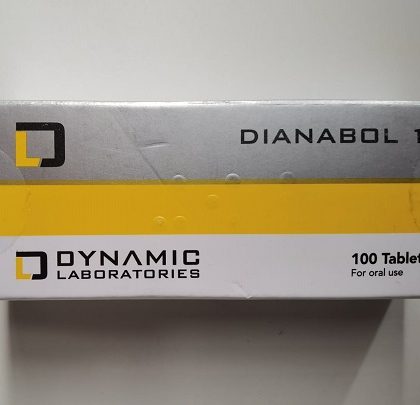 DIANABOL 1
DYNAMIC
LABORATORIES
100 Tablet
For oral use